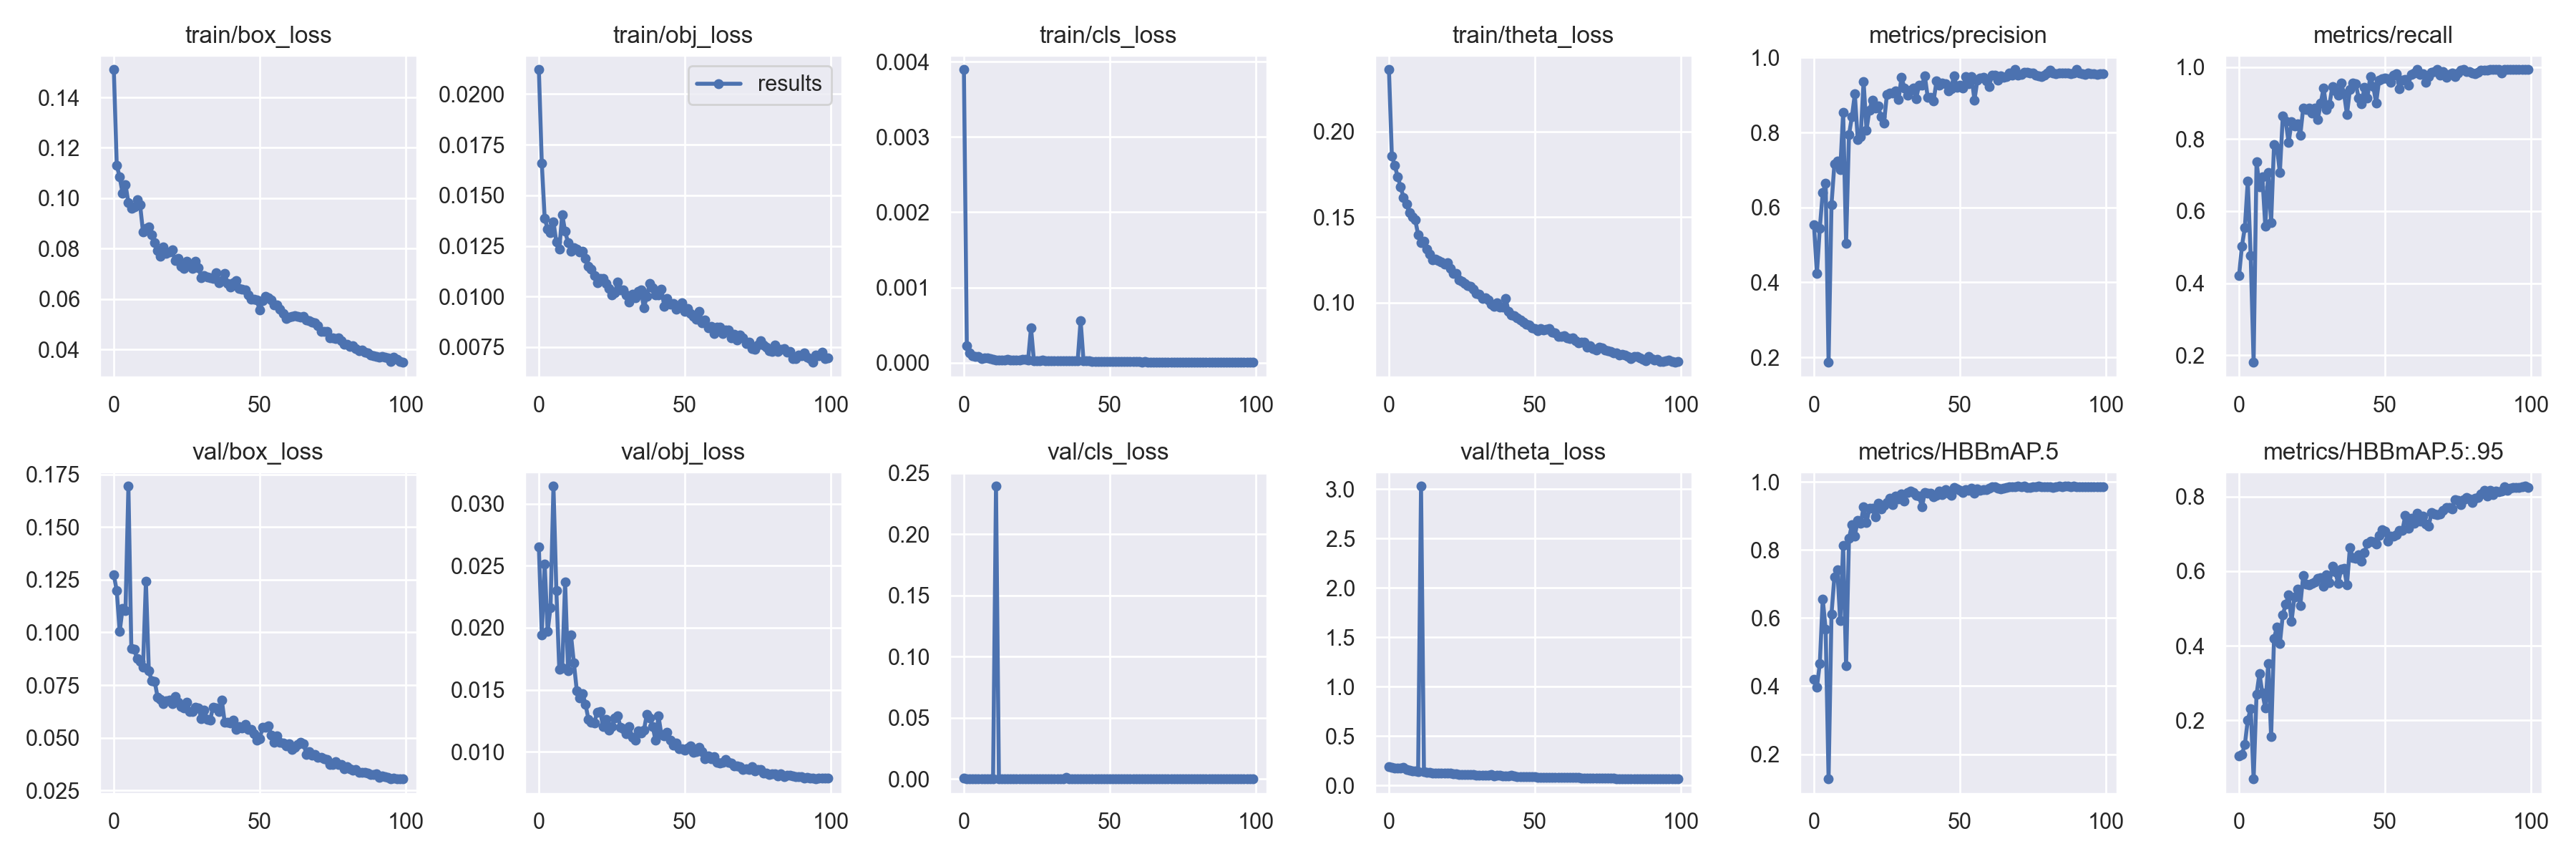 train/box_loss
0.14
0.12
0.10
0.08
0.06
0.04
0 50 100
train/obj_loss
results
0.0200
0.0175
0.0150
0.0125
0.0100
0.0075
0 50 100
train/cls_loss
0.004
0.003
0.002
0.001
0.000
0 50 100
train/theta_loss
0.20
0.15
0.10
0 50 100
metrics/precision
1.0
0.8
0.6
0.4
0.2
0 50 100
metrics/recall
1.0
0.8
0.6
0.4
0.2
0 50 100
val/box_loss
0.175
0.150
0.125
0.100
0.075
0.050
0.025
0 50 100
val/obj_loss
0.030
0.025
0.020
0.015
0.010
0 50 100
val/cls_loss
0.25
0.20
0.15
0.10
0.05
0.00
0 50 100
val/theta_loss
3.0
2.5
2.0
1.5
1.0
0.5
0.0
0 50 100
metrics/HBBmAP.5
1.0
0.8
0.6
0.4
0.2
0 50 100
metrics/HBBmAP.5:.95
0.8
0.6
0.4
0.2
0 50 100